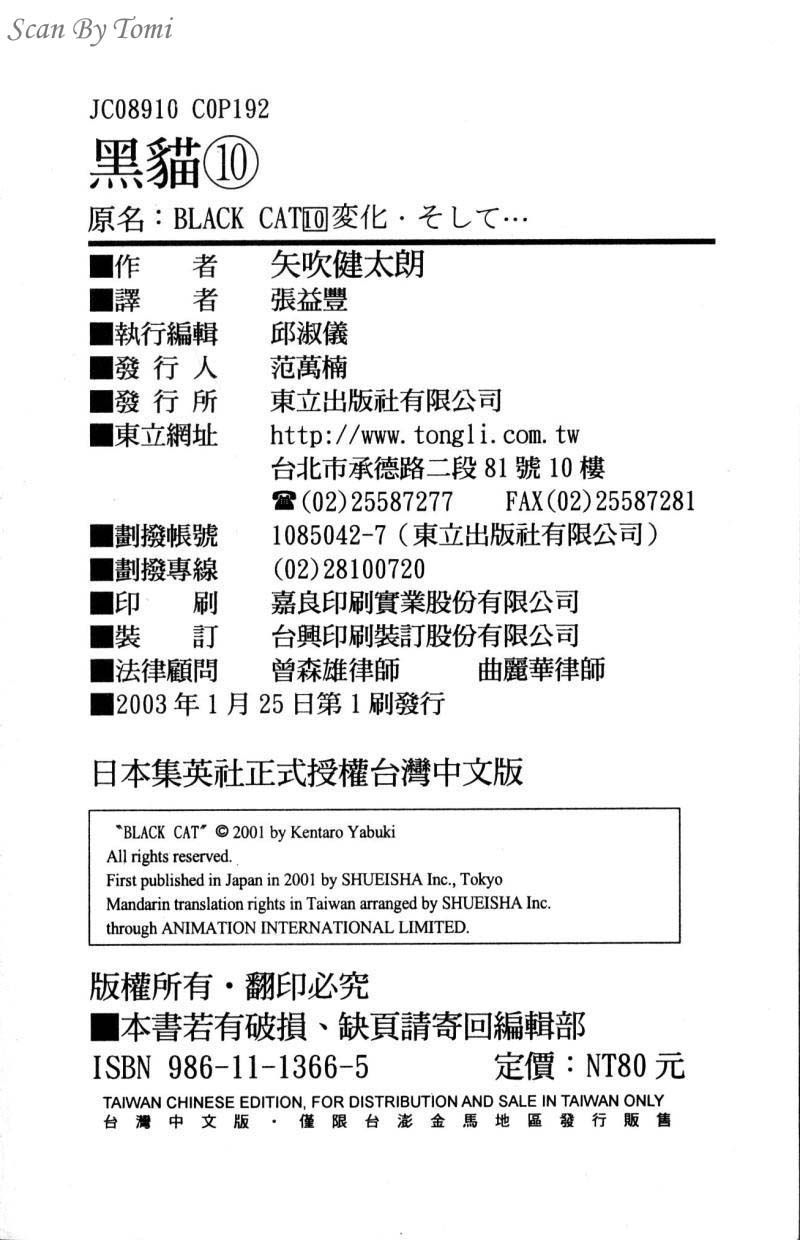 Scan By Tomi
JC08910 C0P192
黑貓⑩
原名：BLACK CAT10変化·そして…
■作　者　矢吹健太朗
■譯　者　張益豐
■執行編輯　邱淑儀
■發行人　范萬楠
■發行所　東立出版社有限公司
■東立網址　http://www.tongli.com.tw
台北市承德路二段81號10樓
☎(02)25587277　FAX(02)25587281
■劃撥帳號　1085042-7（東立出版社有限公司）
■劃撥專線　(02)28100720
■印　刷　嘉良印刷實業股份有限公司
■裝　訂　台興印刷裝訂股份有限公司
■法律顧問　曾森雄律師　曲麗華律師
■2003年1月25日第1刷發行
日本集英社正式授權台灣中文版
〝BLACK CAT〞 © 2001 by Kentaro Yabuki
All rights reserved.
First published in Japan in 2001 by SHUEISHA Inc., Tokyo
Mandarin translation rights in Taiwan arranged by SHUEISHA Inc.
through ANIMATION INTERNATIONAL LIMITED.
版權所有·翻印必究
■本書若有破損、缺頁請寄回編輯部
ISBN 986-11-1366-5　定價：NT80元
TAIWAN CHINESE EDITION, FOR DISTRIBUTION AND SALE IN TAIWAN ONLY
台灣中文版·僅限台澎金馬地區發行販售